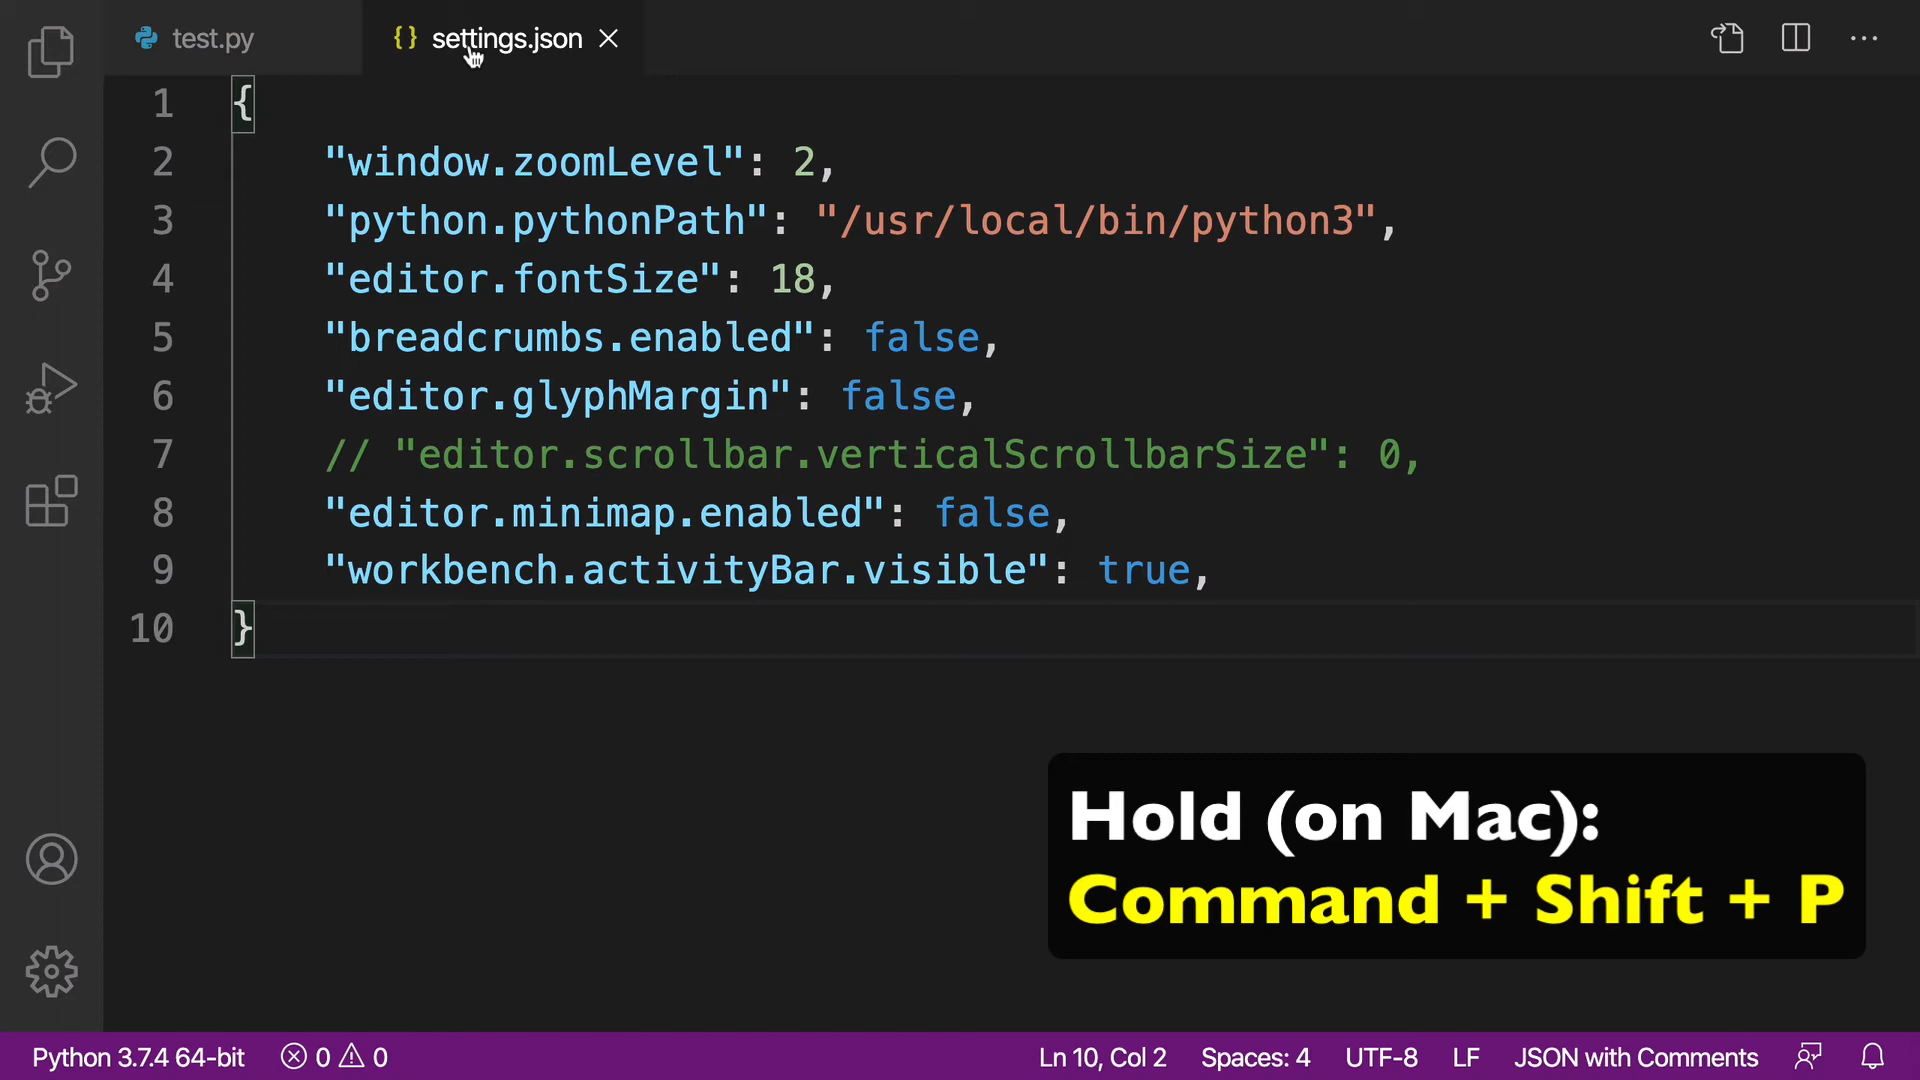 test.py
{} settings.json
1 {
2 "window.zoomLevel": 2,
3 "python.pythonPath": "/usr/local/bin/python3",
4 "editor.fontSize": 18,
5 "breadcrumbs.enabled": false,
6 "editor.glyphMargin": false,
7 // "editor.scrollbar.verticalScrollbarSize": 0,
8 "editor.minimap.enabled": false,
9 "workbench.activityBar.visible": true,
10 }
Hold (on Mac):
Command + Shift + P
Python 3.7.4 64-bit 0 0 Ln 10, Col 2 Spaces: 4 UTF-8 LF JSON with Comments